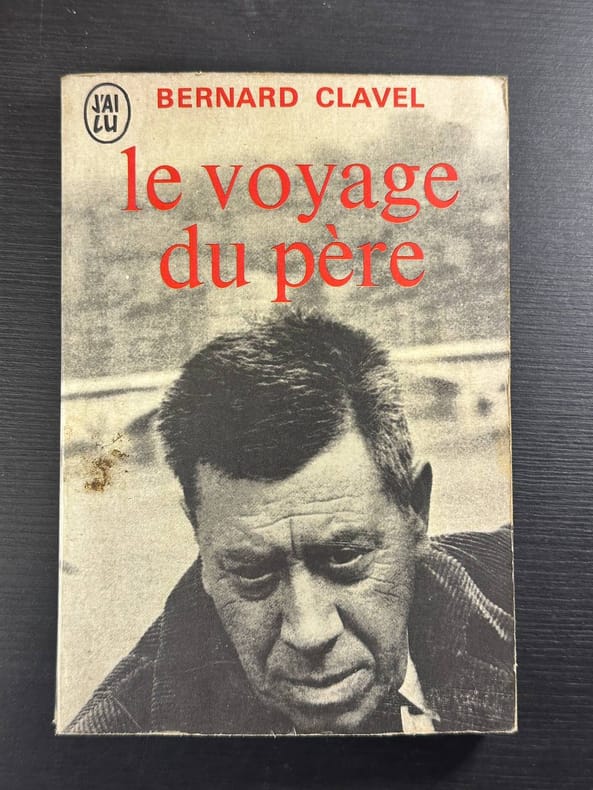 J'AI
LU
BERNARD CLAVEL
le voyage
du père